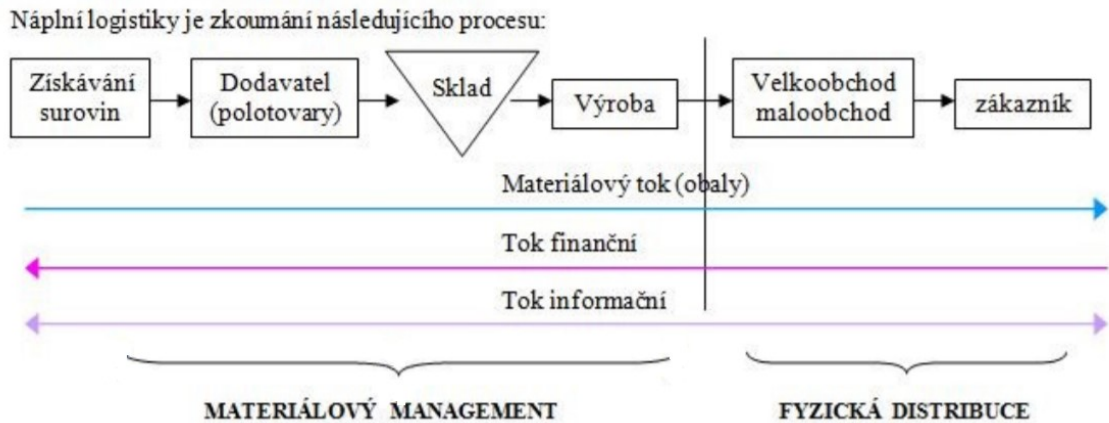 Náplní logistiky je zkoumání následujícího procesu:
Získávání
surovin
Dodavatel
(polotovary)
Sklad
Výroba
Velkoobchod
maloobchod
zákazník
Materiálový tok (obaly)
Tok finanční
Tok informační
MATERIÁLOVÝ MANAGEMENT
FYZICKÁ DISTRIBUCE